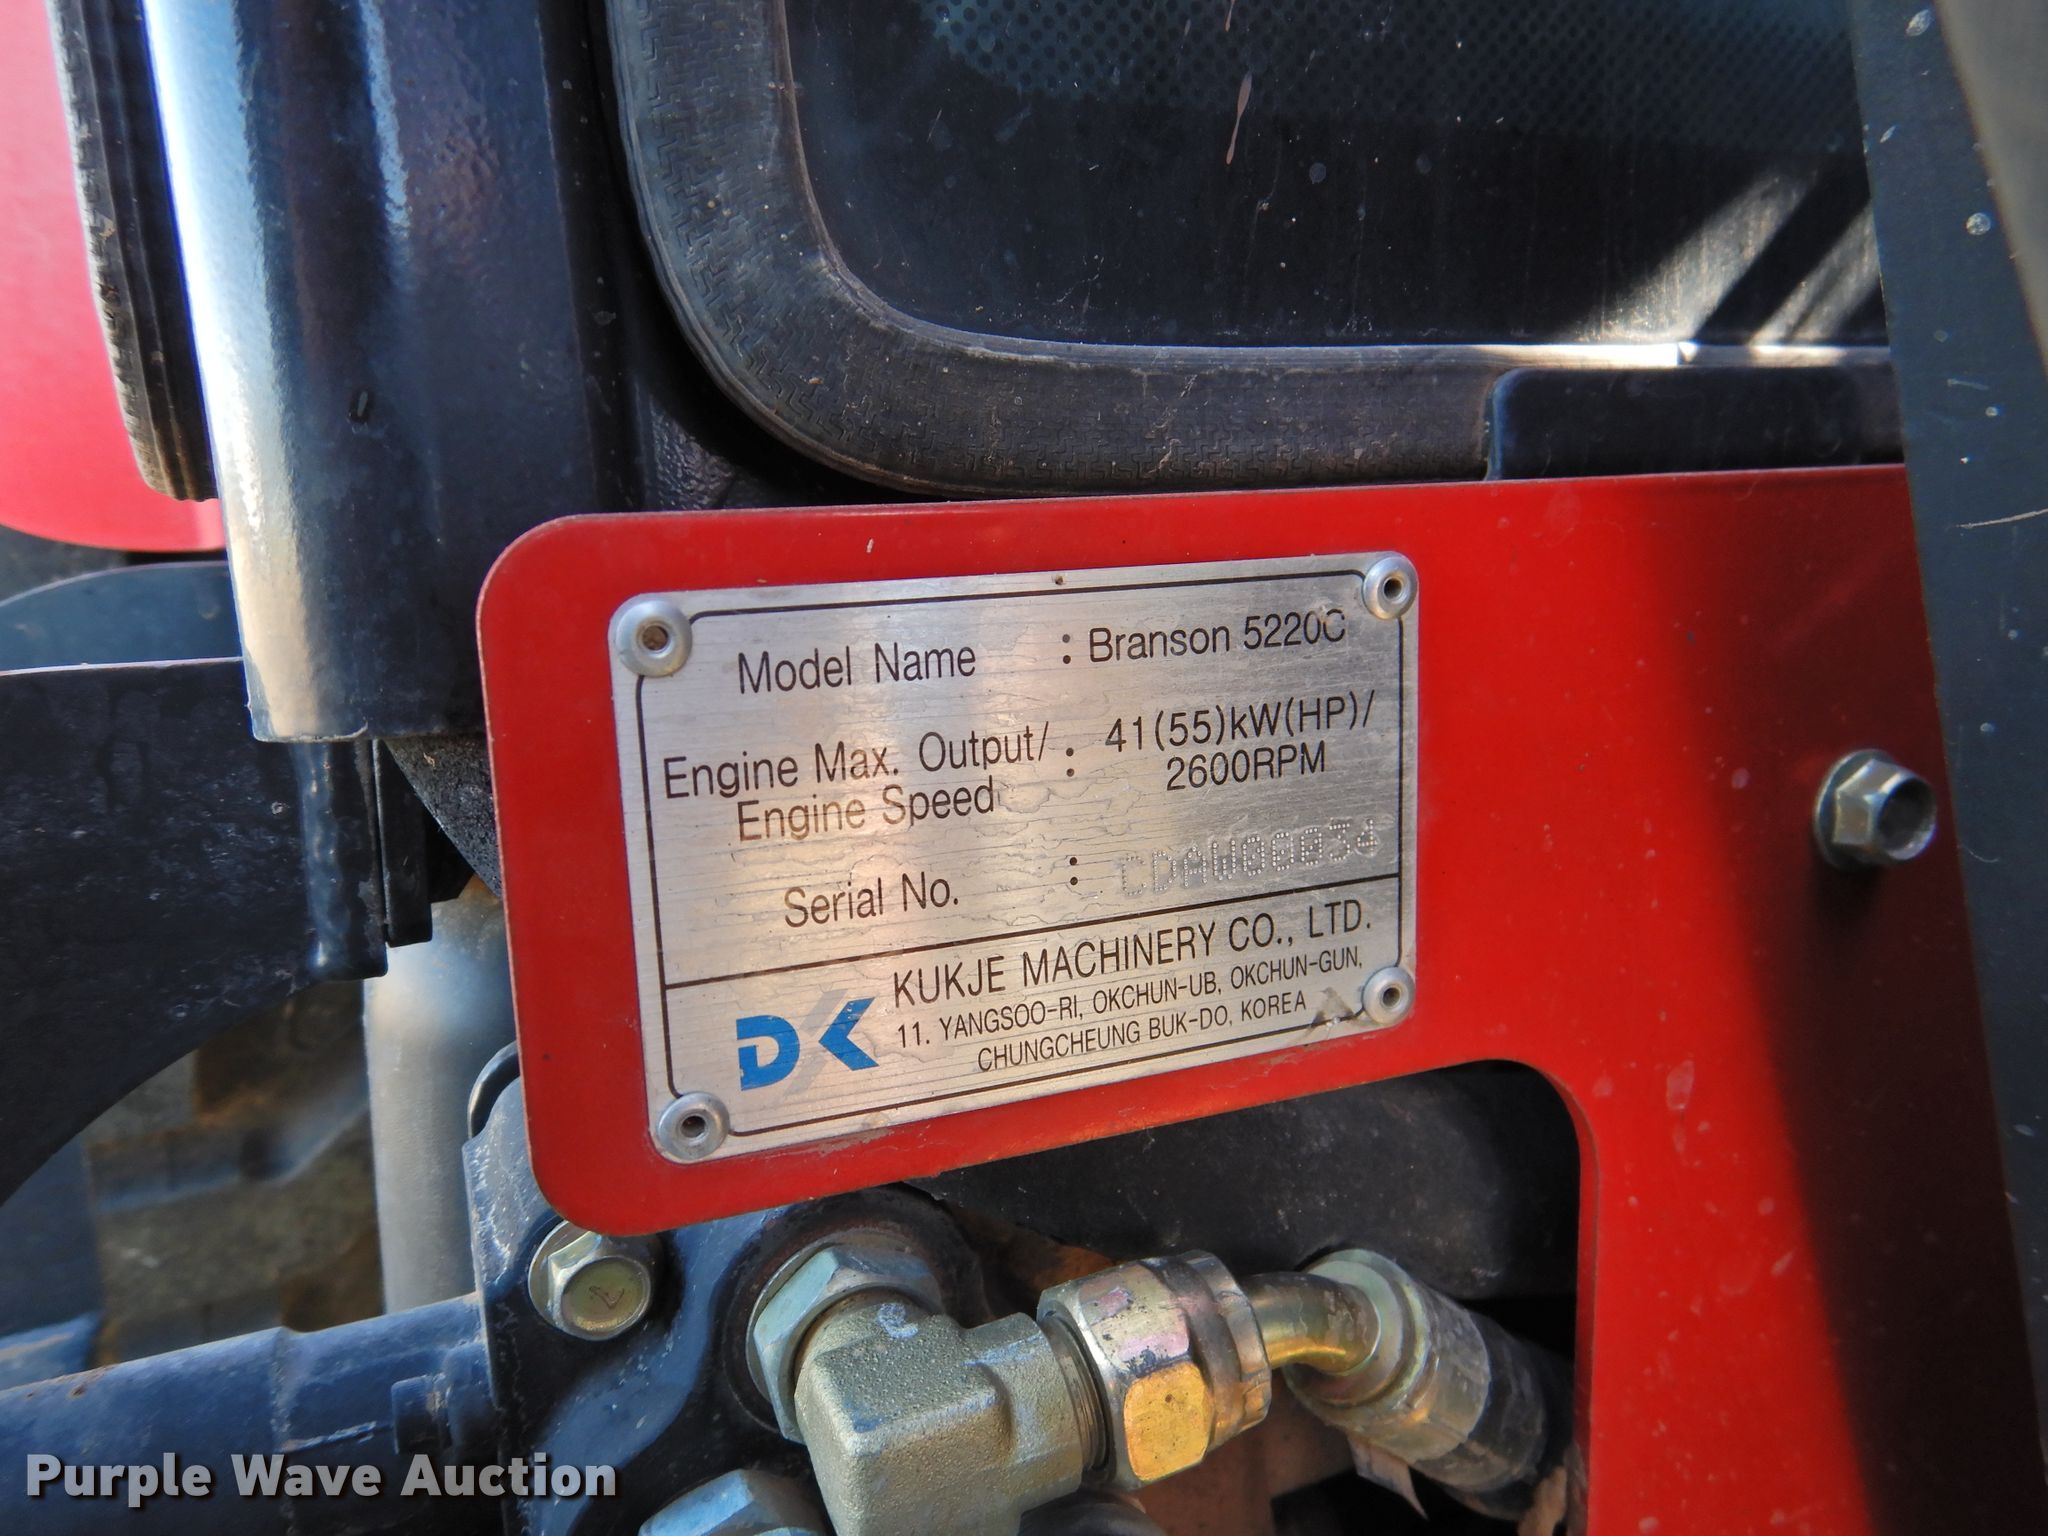 Model Name : Branson 5220C
Engine Max. Output/ : 41(55)kW(HP)/
Engine Speed 2600RPM
Serial No. : CDAW00034
KUKJE MACHINERY CO., LTD.
DK 11. YANGSOO-RI, OKCHUN-UB, OKCHUN-GUN,
CHUNGCHEUNG BUK-DO, KOREA
Purple Wave Auction